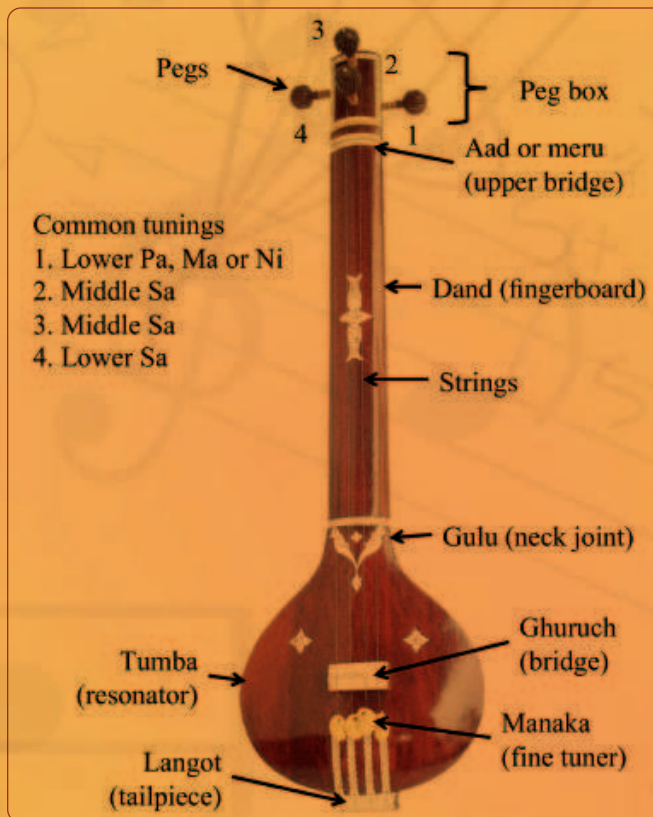 3
Pegs
2
Peg box
4
1
Aad or meru
(upper bridge)
Common tunings
1. Lower Pa, Ma or Ni
2. Middle Sa
3. Middle Sa
4. Lower Sa
Dand (fingerboard)
Strings
Gulu (neck joint)
Ghuruch
(bridge)
Tumba
(resonator)
Manaka
(fine tuner)
Langot
(tailpiece)